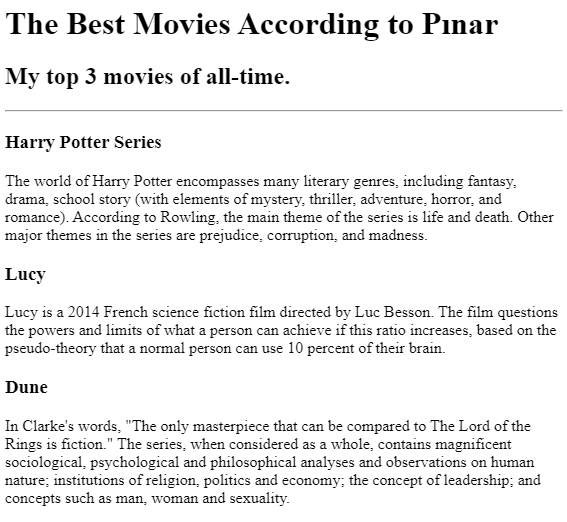 The Best Movies According to Pınar
My top 3 movies of all-time.
Harry Potter Series
The world of Harry Potter encompasses many literary genres, including fantasy,
drama, school story (with elements of mystery, thriller, adventure, horror, and
romance). According to Rowling, the main theme of the series is life and death. Other
major themes in the series are prejudice, corruption, and madness.
Lucy
Lucy is a 2014 French science fiction film directed by Luc Besson. The film questions
the powers and limits of what a person can achieve if this ratio increases, based on the
pseudo-theory that a normal person can use 10 percent of their brain.
Dune
In Clarke's words, "The only masterpiece that can be compared to The Lord of the
Rings is fiction." The series, when considered as a whole, contains magnificent
sociological, psychological and philosophical analyses and observations on human
nature; institutions of religion, politics and economy; the concept of leadership; and
concepts such as man, woman and sexuality.